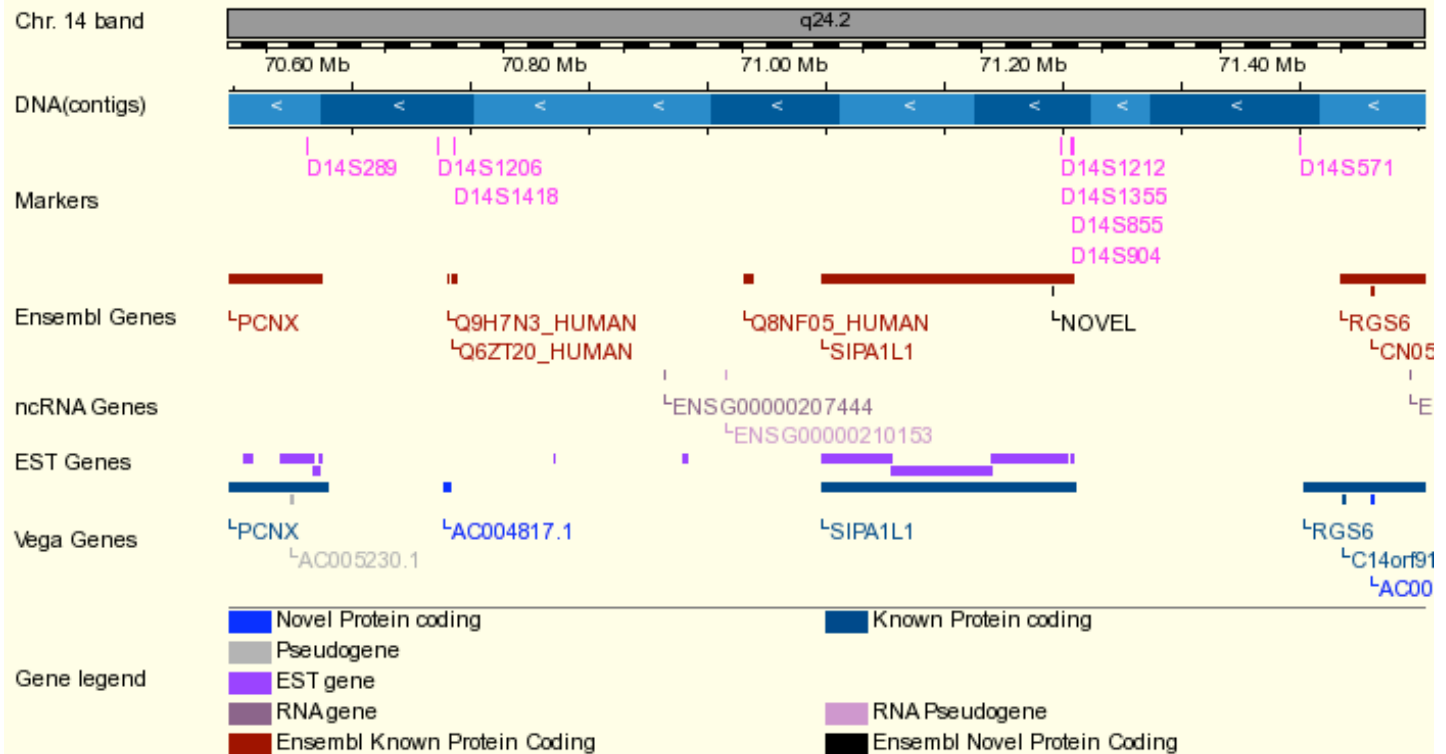 Chr. 14 band q24.2
70.60 Mb 70.80 Mb 71.00 Mb 71.20 Mb 71.40 Mb
DNA(contigs) < < < < < < < < < <
D14S289 D14S1206 D14S1212 D14S571
D14S1418 D14S1355
Markers
D14S855
D14S904
Ensembl Genes
PCNX Q9H7N3_HUMAN Q8NF05_HUMAN NOVEL RGS6
Q6ZT20_HUMAN SIPA1L1 CN05
ncRNA Genes
ENSG00000207444 E
ENSG00000210153
EST Genes
Vega Genes
PCNX AC004817.1 SIPA1L1 RGS6
AC005230.1 C14orf91
AC00
Novel Protein coding Known Protein coding
Pseudogene
Gene legend
EST gene
RNA gene RNA Pseudogene
Ensembl Known Protein Coding Ensembl Novel Protein Coding